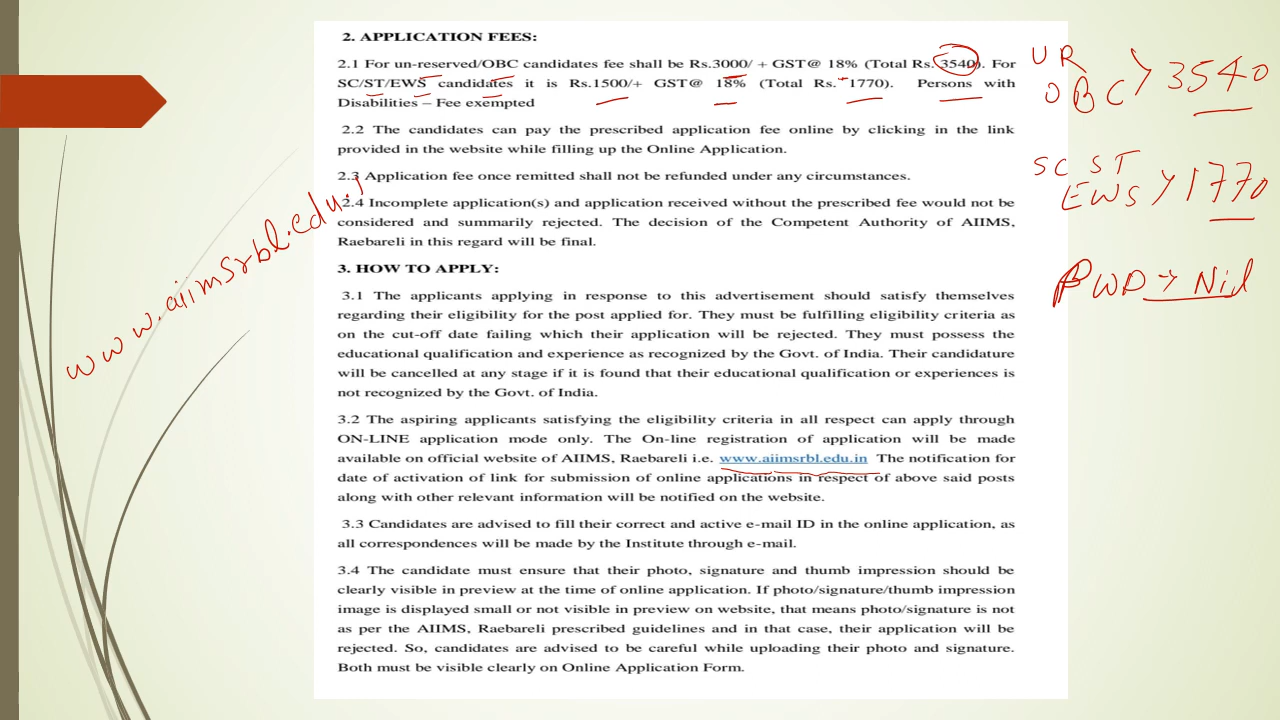 2. APPLICATION FEES:
2.1 For un-reserved/OBC candidates fee shall be Rs.3000/ + GST@ 18% (Total Rs. 3540). For
SC/ST/EWS candidates it is Rs.1500/+ GST@ 18% (Total Rs. 1770). Persons with
Disabilities – Fee exempted
2.2 The candidates can pay the prescribed application fee online by clicking in the link
provided in the website while filling up the Online Application.
2.3 Application fee once remitted shall not be refunded under any circumstances.
2.4 Incomplete application(s) and application received without the prescribed fee would not be
considered and summarily rejected. The decision of the Competent Authority of AIIMS,
Raebareli in this regard will be final.
3. HOW TO APPLY:
3.1 The applicants applying in response to this advertisement should satisfy themselves
regarding their eligibility for the post applied for. They must be fulfilling eligibility criteria as
on the cut-off date failing which their application will be rejected. They must possess the
educational qualification and experience as recognized by the Govt. of India. Their candidature
will be cancelled at any stage if it is found that their educational qualification or experiences is
not recognized by the Govt. of India.
3.2 The aspiring applicants satisfying the eligibility criteria in all respect can apply through
ON-LINE application mode only. The On-line registration of application will be made
available on official website of AIIMS, Raebareli i.e. www.aiimsrbl.edu.in The notification for
date of activation of link for submission of online applications in respect of above said posts
along with other relevant information will be notified on the website.
3.3 Candidates are advised to fill their correct and active e-mail ID in the online application, as
all correspondences will be made by the Institute through e-mail.
3.4 The candidate must ensure that their photo, signature and thumb impression should be
clearly visible in preview at the time of online application. If photo/signature/thumb impression
image is displayed small or not visible in preview on website, that means photo/signature is not
as per the AIIMS, Raebareli prescribed guidelines and in that case, their application will be
rejected. So, candidates are advised to be careful while uploading their photo and signature.
Both must be visible clearly on Online Application Form.
www.aiimsrbl.edu.i
UR
OBC > 3540
SC ST
EWS > 1770
PWD → Nil